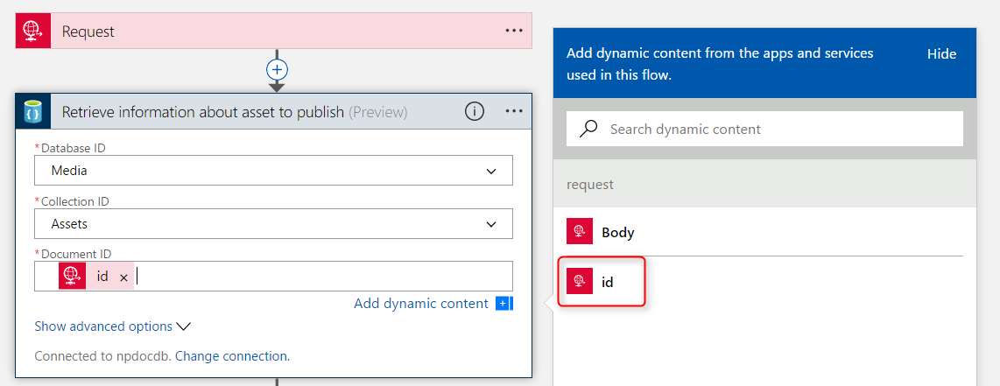 Request
Retrieve information about asset to publish (Preview)
*Database ID
Media
*Collection ID
Assets
*Document ID
id x
Add dynamic content
Show advanced options
Connected to npdocdb. Change connection.
Add dynamic content from the apps and services
used in this flow.
Hide
Search dynamic content
request
Body
id